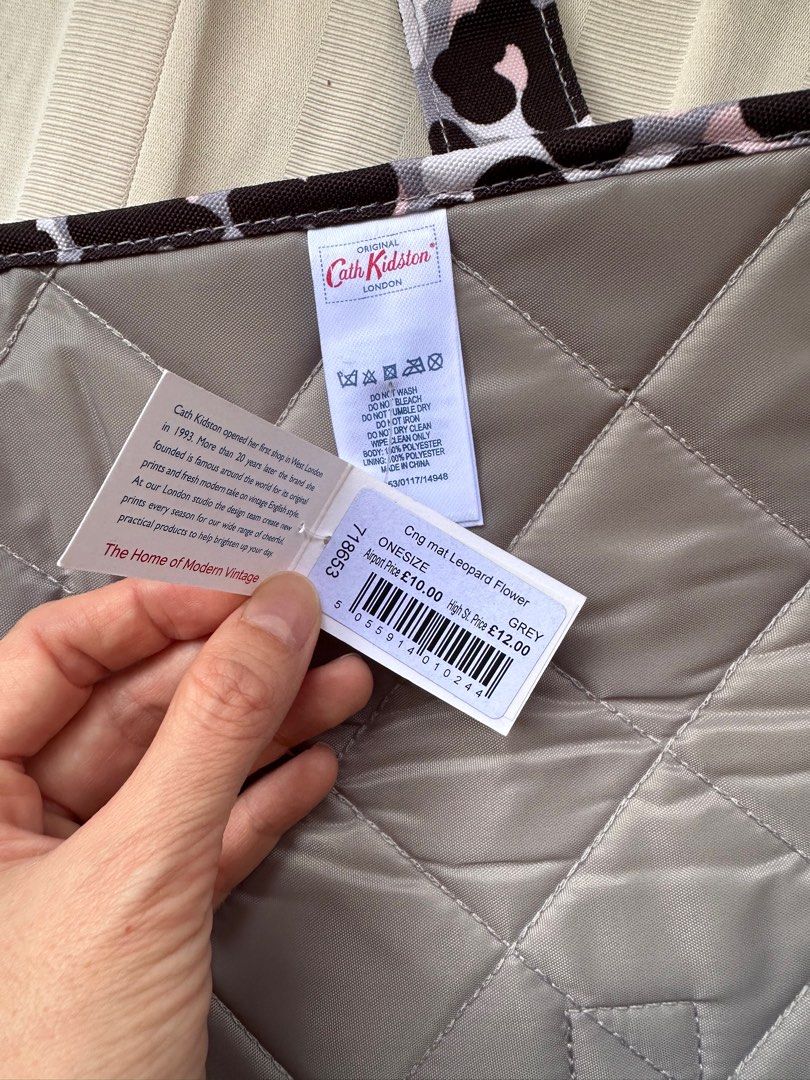 ORIGINAL
Cath Kidston®
LONDON
DO NOT WASH
DO NOT BLEACH
DO NOT TUMBLE DRY
DO NOT IRON
DO NOT DRY CLEAN
WIPE CLEAN ONLY
BODY: 100% POLYESTER
LINING: 100% POLYESTER
MADE IN CHINA
53/0117/14948
Cath Kidston opened her first shop in West London
in 1993. More than 20 years later the brand she
founded is famous around the world for its original
prints and fresh modern take on vintage English style.
At our London studio the design team create new
prints every season for our wide range of cheerful,
practical products to help brighten up your day.
The Home of Modern Vintage
718653
Cng mat Leopard Flower
ONESIZE GREY
Airport Price £10.00 High St. Price £12.00
5 055914 010244